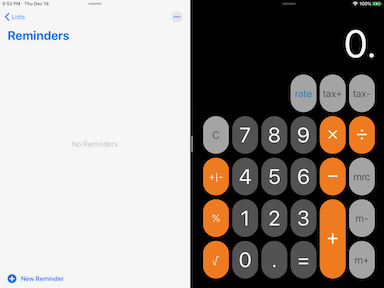 8:52 PM Thu Dec 19
100%
Lists
Reminders
No Reminders
New Reminder
0.
rate tax+ tax-
C 7 8 9 × ÷
+|- 4 5 6 − mrc
% 1 2 3 + m-
√ 0 . = m+